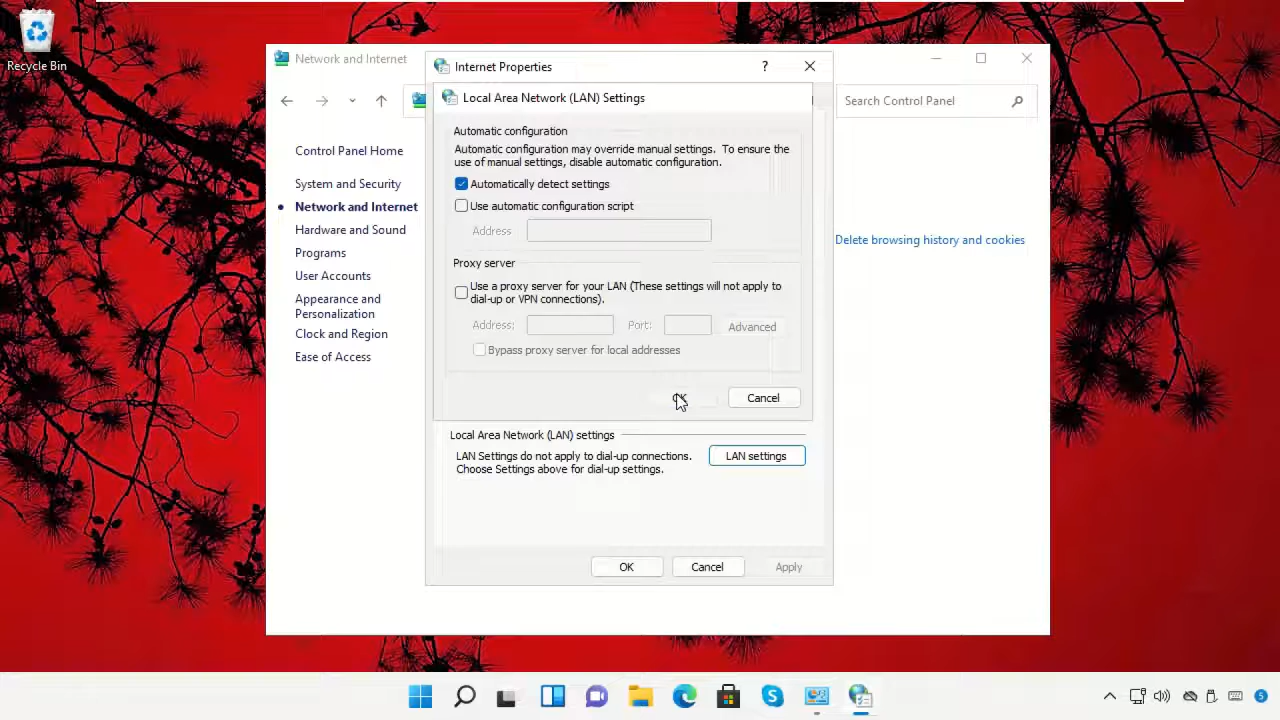 Recycle Bin
Network and Internet
Search Control Panel
Control Panel Home
System and Security
Network and Internet
Hardware and Sound
Programs
User Accounts
Appearance and
Personalization
Clock and Region
Ease of Access
Delete browsing history and cookies
Internet Properties
?
Local Area Network (LAN) Settings
Automatic configuration
Automatic configuration may override manual settings. To ensure the
use of manual settings, disable automatic configuration.
Automatically detect settings
Use automatic configuration script
Address
Proxy server
Use a proxy server for your LAN (These settings will not apply to
dial-up or VPN connections).
Address:
Port:
Advanced
Bypass proxy server for local addresses
OK
Cancel
Local Area Network (LAN) settings
LAN Settings do not apply to dial-up connections.
Choose Settings above for dial-up settings.
LAN settings
OK
Cancel
Apply
5